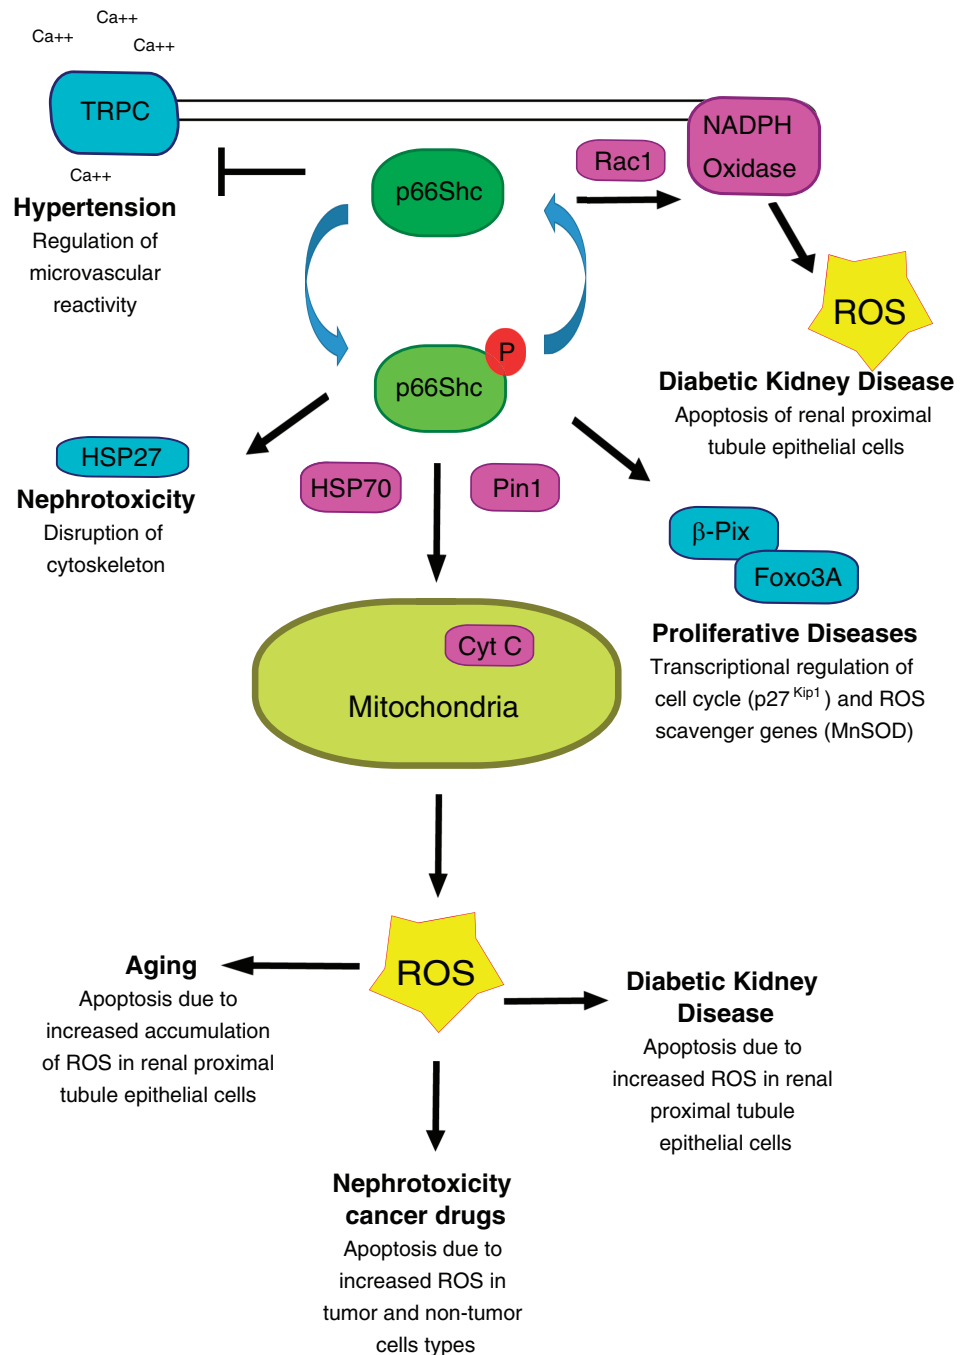 Ca++
Ca++
Ca++
TRPC
NADPH
Oxidase
Rac1
Ca++
p66Shc
Hypertension
Regulation of
microvascular
reactivity
ROS
P
p66Shc
Diabetic Kidney Disease
Apoptosis of renal proximal
tubule epithelial cells
HSP27
Nephrotoxicity
Disruption of
cytoskeleton
HSP70
Pin1
β-Pix
Foxo3A
Proliferative Diseases
Transcriptional regulation of
cell cycle (p27 Kip1) and ROS
scavenger genes (MnSOD)
Cyt C
Mitochondria
ROS
Aging
Apoptosis due to
increased accumulation
of ROS in renal proximal
tubule epithelial cells
Diabetic Kidney
Disease
Apoptosis due to
increased ROS in renal
proximal tubule
epithelial cells
Nephrotoxicity
cancer drugs
Apoptosis due to
increased ROS in
tumor and non-tumor
cells types